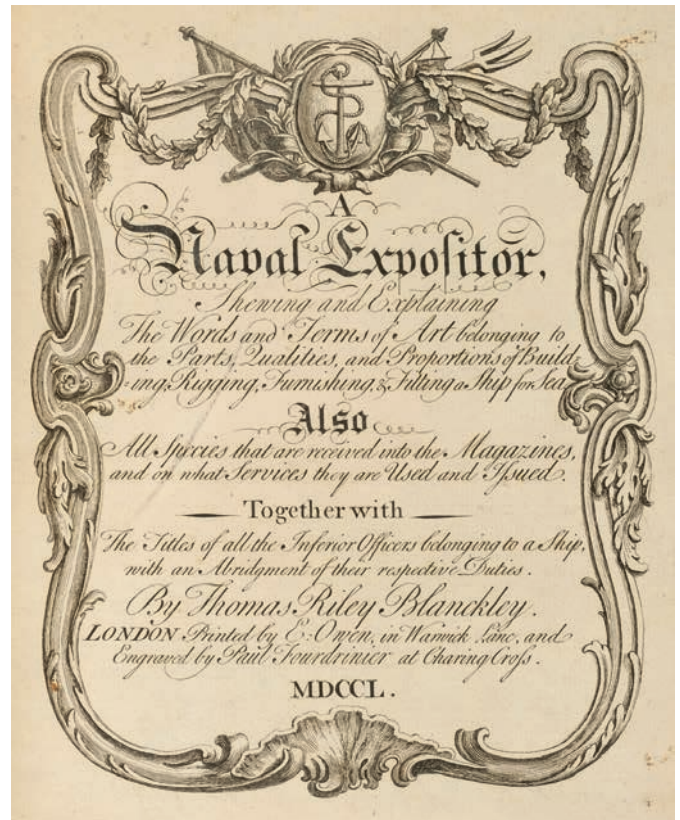 A
Naval Expositor,
Shewing and Explaining
The Words and Terms of Art belonging to
the Parts, Qualities, and Proportions of Build-
-ing, Rigging, Furnishing, & Fitting a Ship for Sea
Also
All Species that are received into the Magazines,
and on what Services they are Used and Issued.
Together with
The Titles of all the Inferior Officers belonging to a Ship,
with an Abridgment of their respective Duties.
By Thomas Riley Blanckley.
LONDON Printed by E. Owen, in Warwick Lane, and
Engraved by Paul Fourdrinier at Charing Cross.
MDCCL.